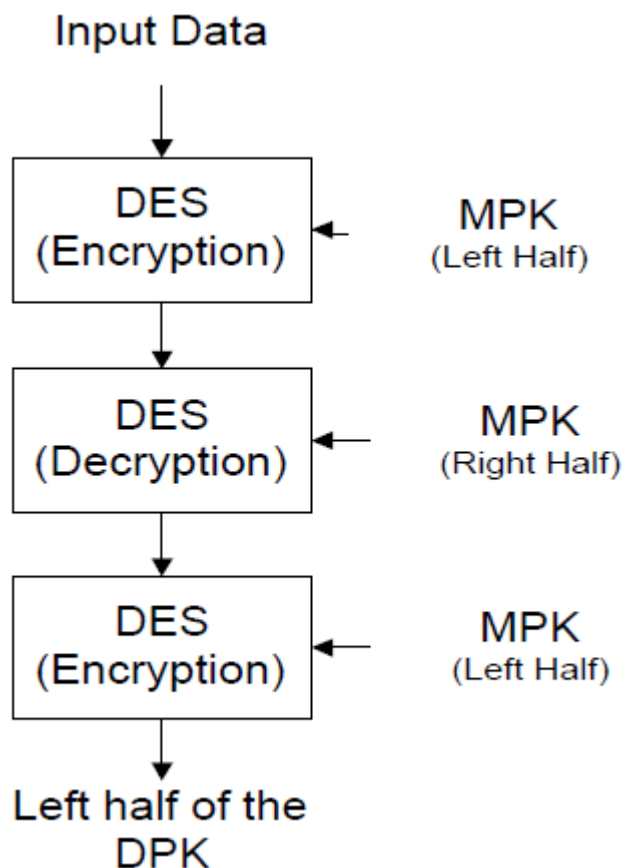 Input Data
DES
(Encryption)
MPK
(Left Half)
DES
(Decryption)
MPK
(Right Half)
DES
(Encryption)
MPK
(Left Half)
Left half of the
DPK